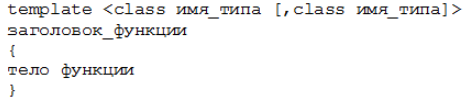 template <class имя_типа [,class имя_типа]>
заголовок_функции
{
тело функции
}